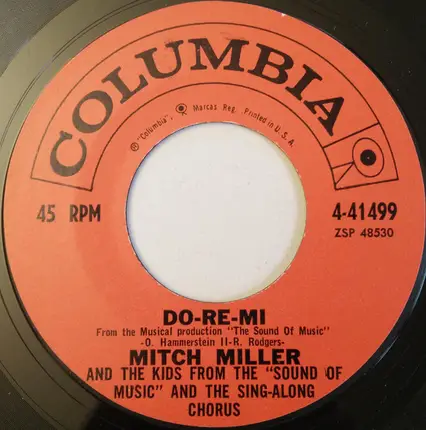 COLUMBIA
® "Columbia", Marcas Reg. Printed in U.S.A.
45 RPM
4-41499
ZSP 48530
DO-RE-MI
From the Musical production "The Sound Of Music"
-O. Hammerstein II-R. Rodgers-
MITCH MILLER
AND THE KIDS FROM THE "SOUND OF
MUSIC" AND THE SING-ALONG
CHORUS